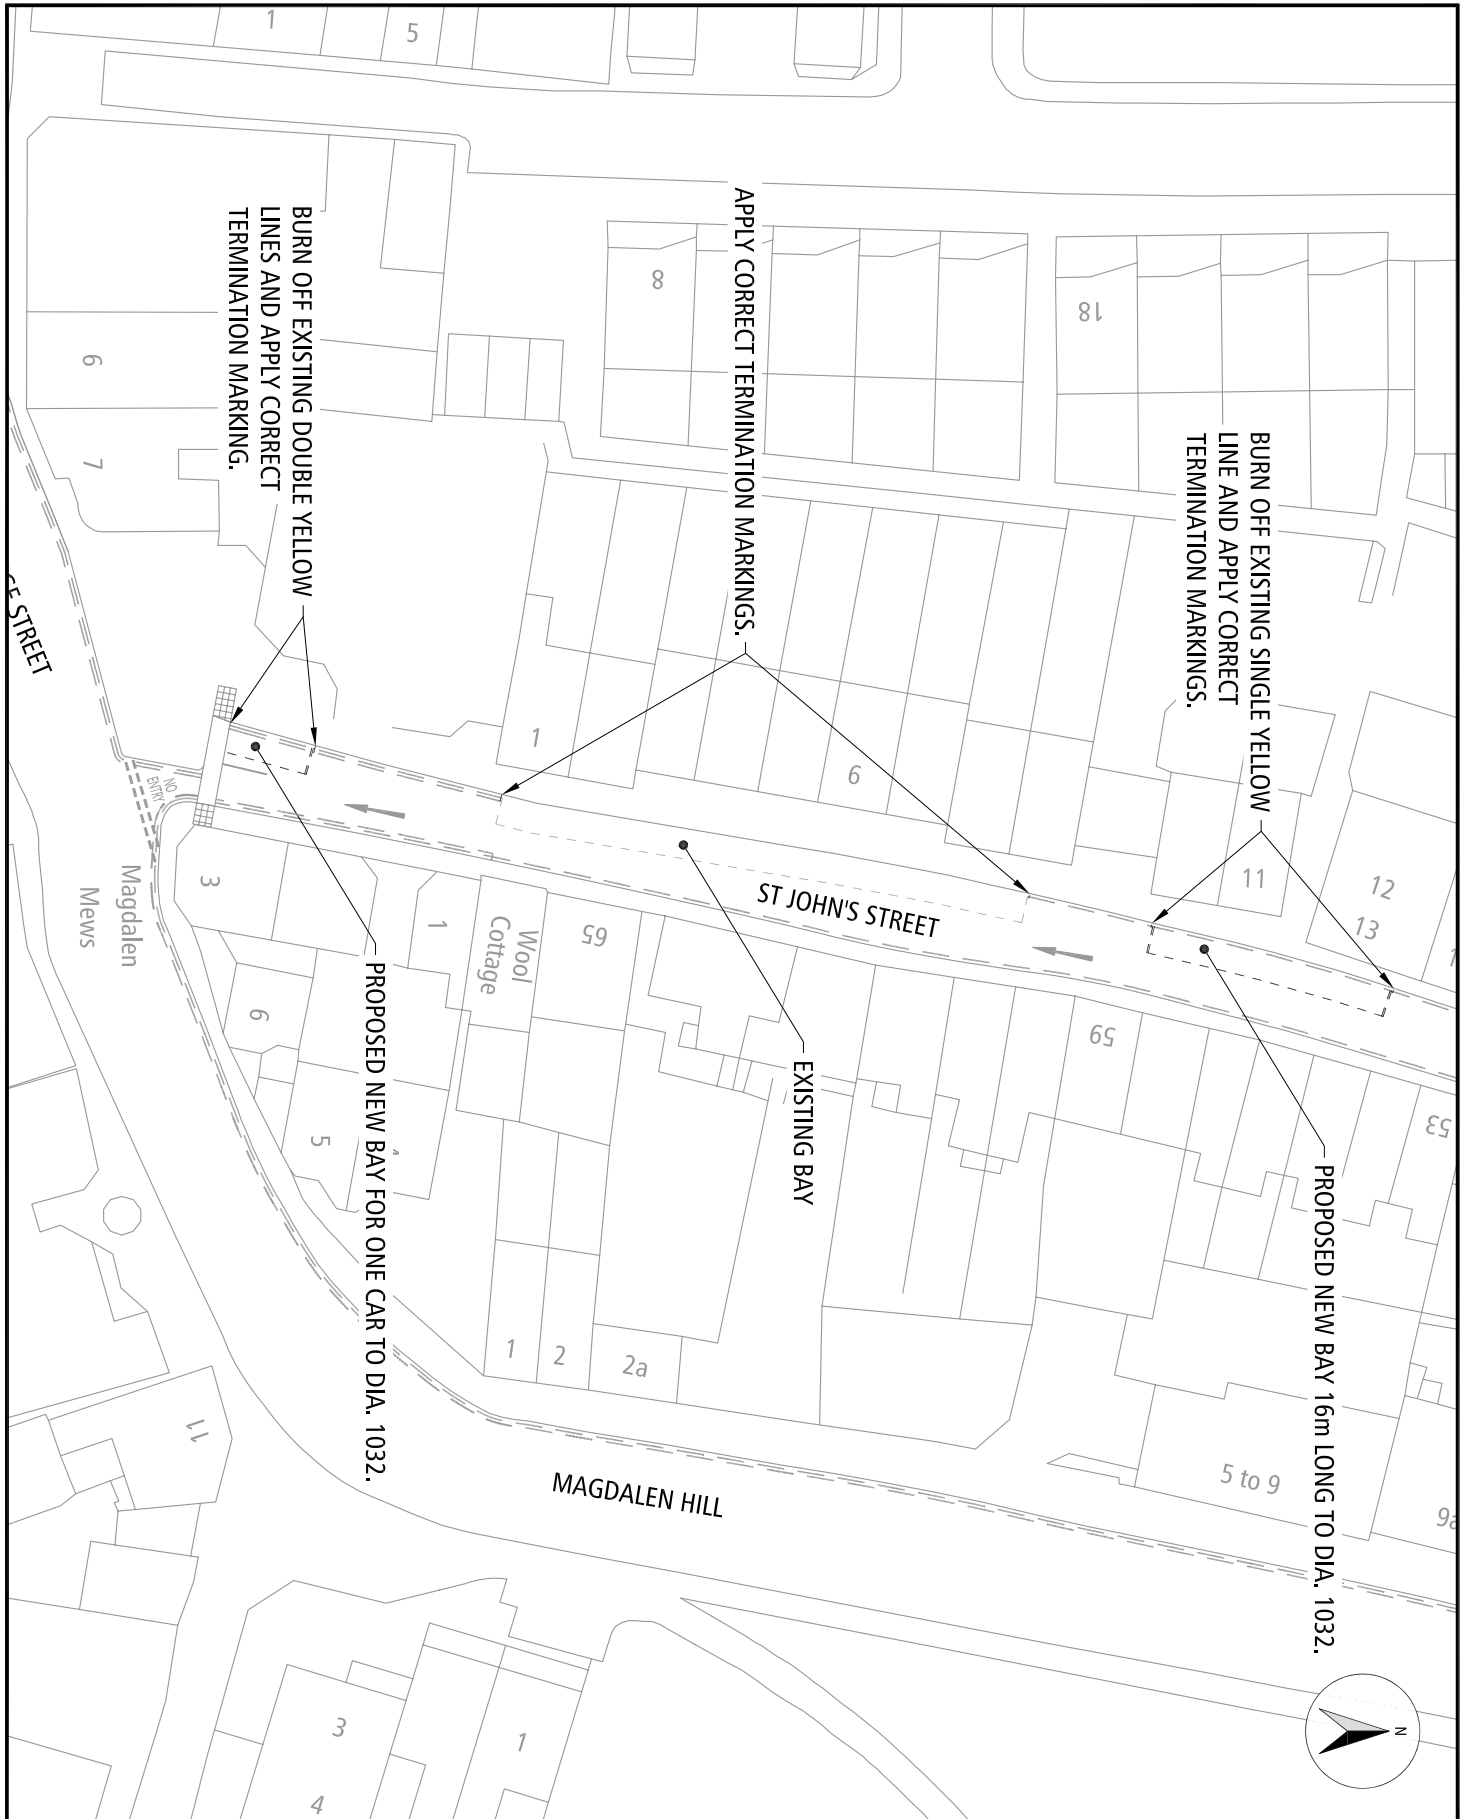 BURN OFF EXISTING SINGLE YELLOW
LINE AND APPLY CORRECT
TERMINATION MARKINGS.
PROPOSED NEW BAY 16m LONG TO DIA. 1032.
APPLY CORRECT TERMINATION MARKINGS.
EXISTING BAY
BURN OFF EXISTING DOUBLE YELLOW
LINES AND APPLY CORRECT
TERMINATION MARKING.
PROPOSED NEW BAY FOR ONE CAR TO DIA. 1032.
ST JOHN'S STREET
MAGDALEN HILL
CE STREET
Magdalen
Mews
Wool
Cottage
NO
ENTRY
N
1
5
8
18
6
7
1
6
11
12
13
3
1
65
59
53
6
5
1
2
2a
5 to 9
9a
11
3
4
1